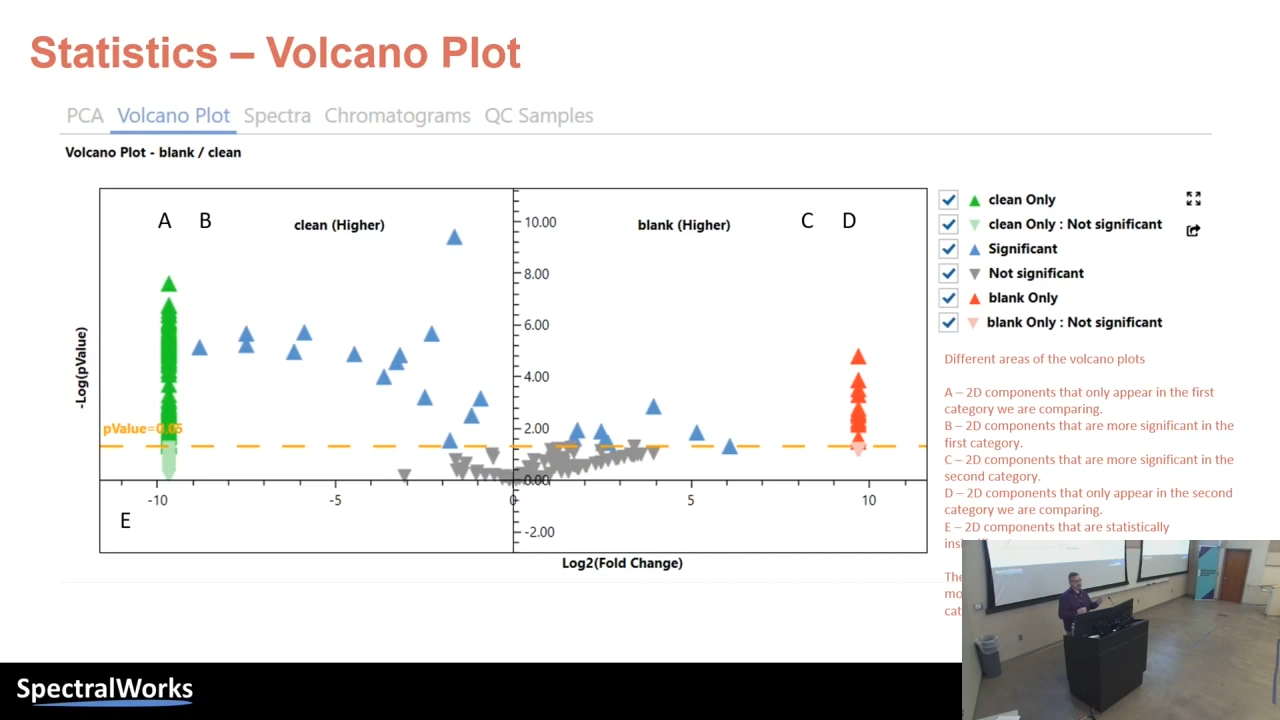 Statistics – Volcano Plot
PCA Volcano Plot Spectra Chromatograms QC Samples
Volcano Plot - blank / clean
A B clean (Higher) blank (Higher) C D
clean Only
clean Only : Not significant
Significant
Not significant
blank Only
blank Only : Not significant
10.00
8.00
6.00
4.00
2.00
0.00
-2.00
-Log(pValue)
pValue=0.05
-10 -5 0 5 10
E
Log2(Fold Change)
Different areas of the volcano plots
A – 2D components that only appear in the first
category we are comparing.
B – 2D components that are more significant in the
first category.
C – 2D components that are more significant in the
second category.
D – 2D components that only appear in the second
category we are comparing.
E – 2D components that are statistically
SpectralWorks
SpectralWorks